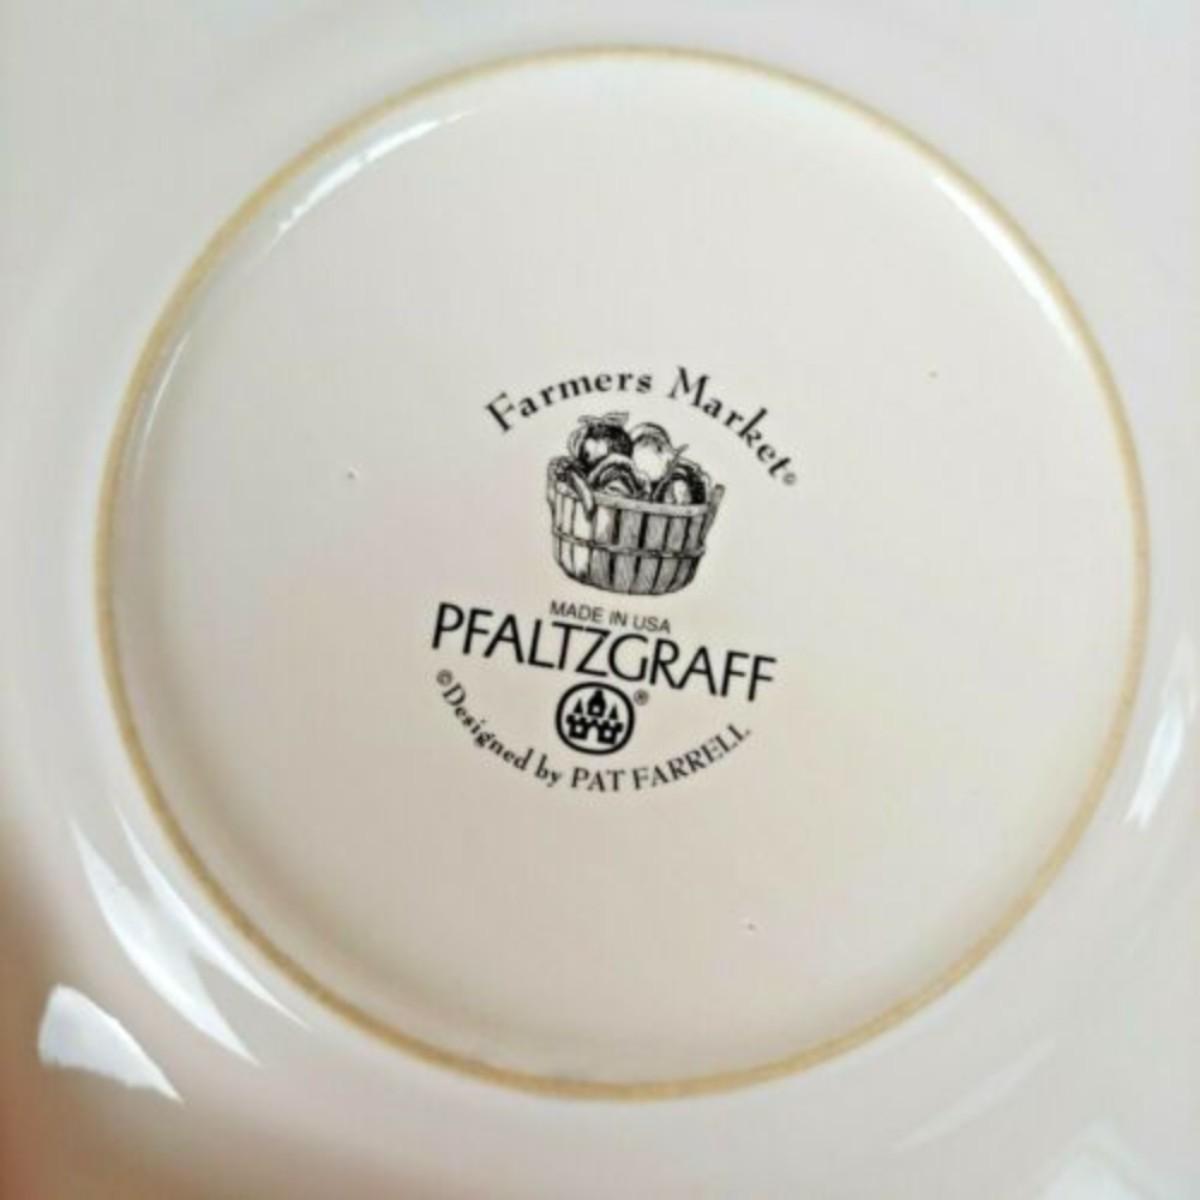 Farmers Market©
MADE IN USA
PFALTZGRAFF
®
©Designed by PAT FARRELL